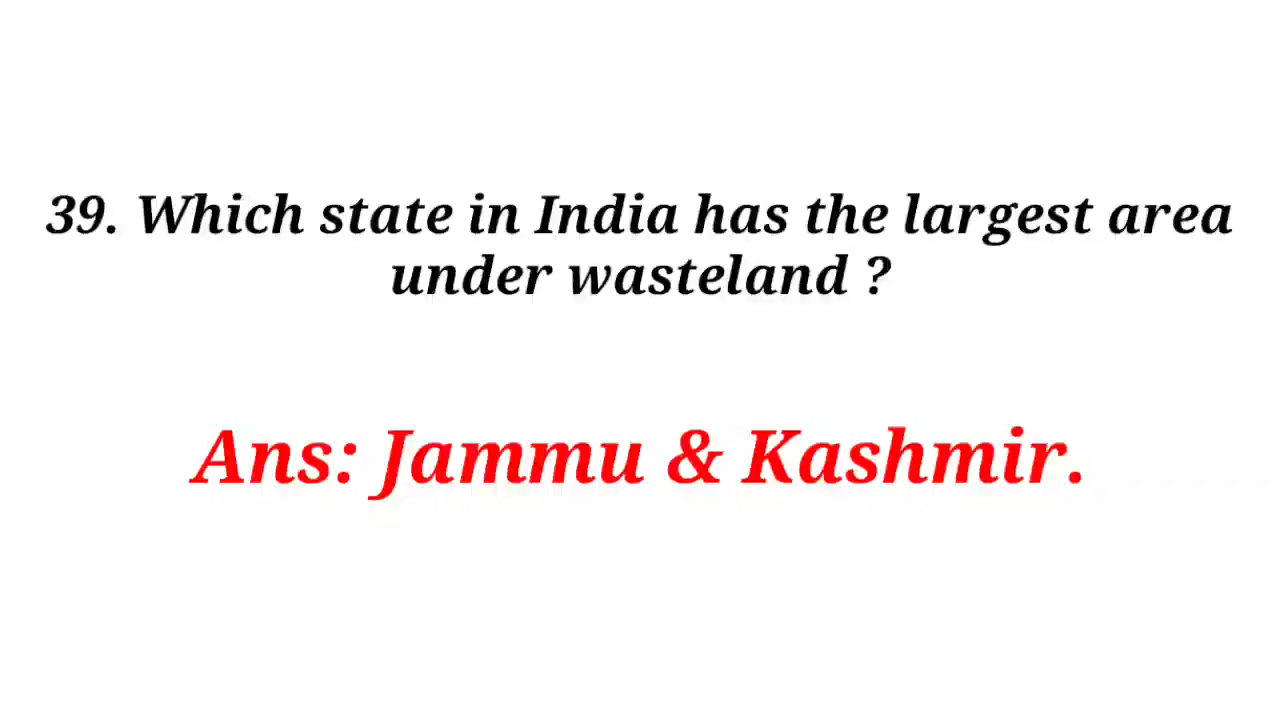 39. Which state in India has the largest area
under wasteland ?
Ans: Jammu & Kashmir.